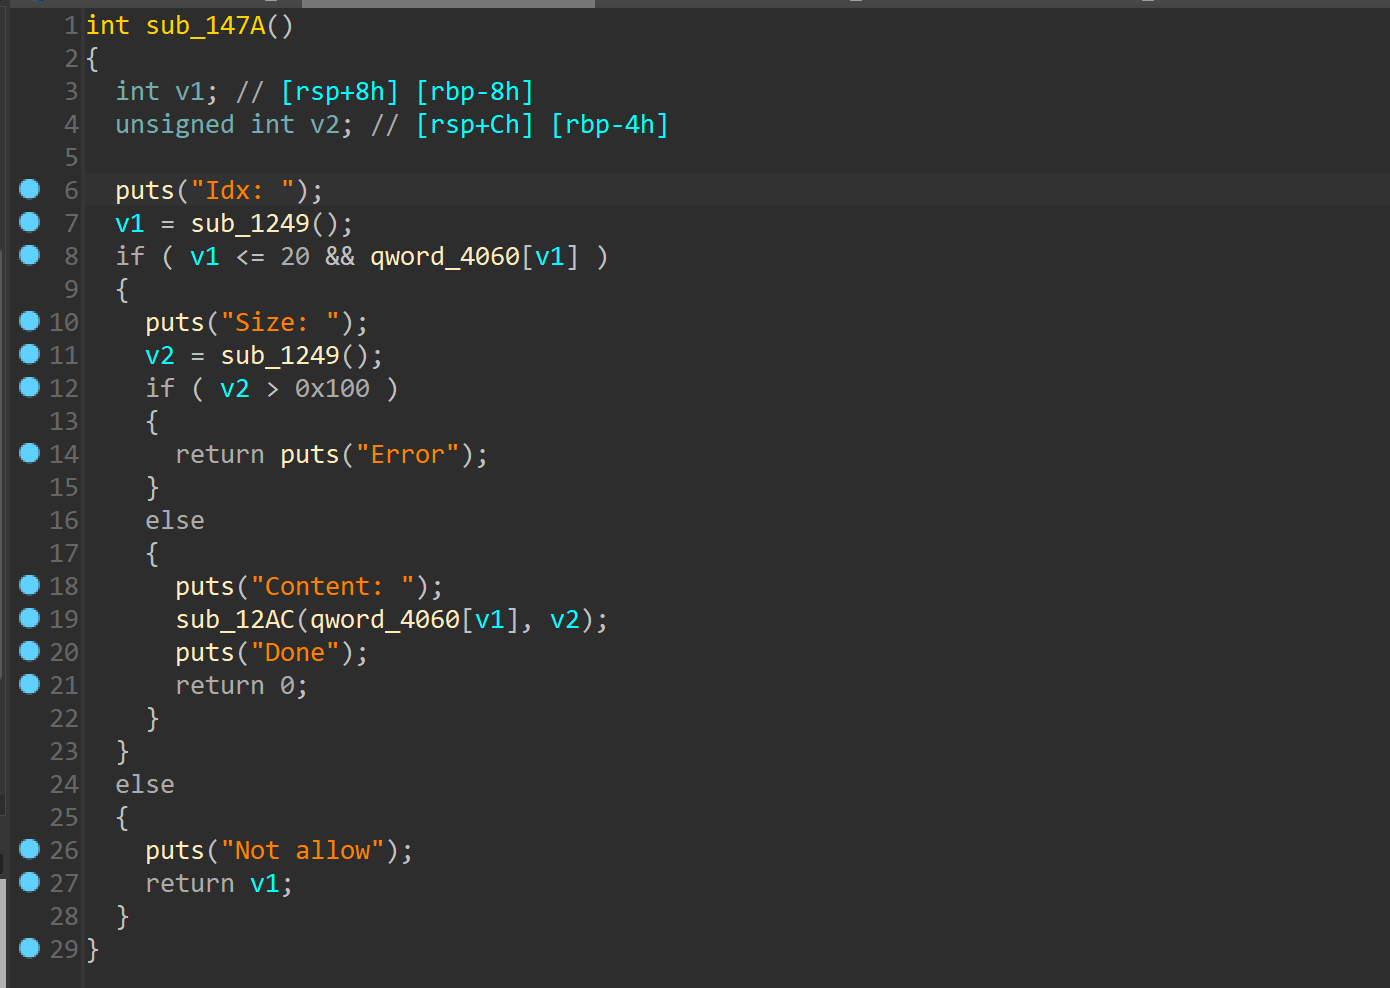 1 int sub_147A()
2 {
3   int v1; // [rsp+8h] [rbp-8h]
4   unsigned int v2; // [rsp+Ch] [rbp-4h]
5
6   puts("Idx: ");
7   v1 = sub_1249();
8   if ( v1 <= 20 && qword_4060[v1] )
9   {
10     puts("Size: ");
11     v2 = sub_1249();
12     if ( v2 > 0x100 )
13     {
14       return puts("Error");
15     }
16     else
17     {
18       puts("Content: ");
19       sub_12AC(qword_4060[v1], v2);
20       puts("Done");
21       return 0;
22     }
23   }
24   else
25   {
26     puts("Not allow");
27     return v1;
28   }
29 }